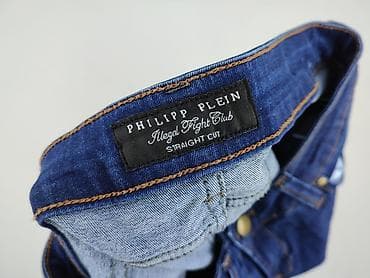 PHILIPP PLEIN
Illegal Fight Club
STRAIGHT CUT